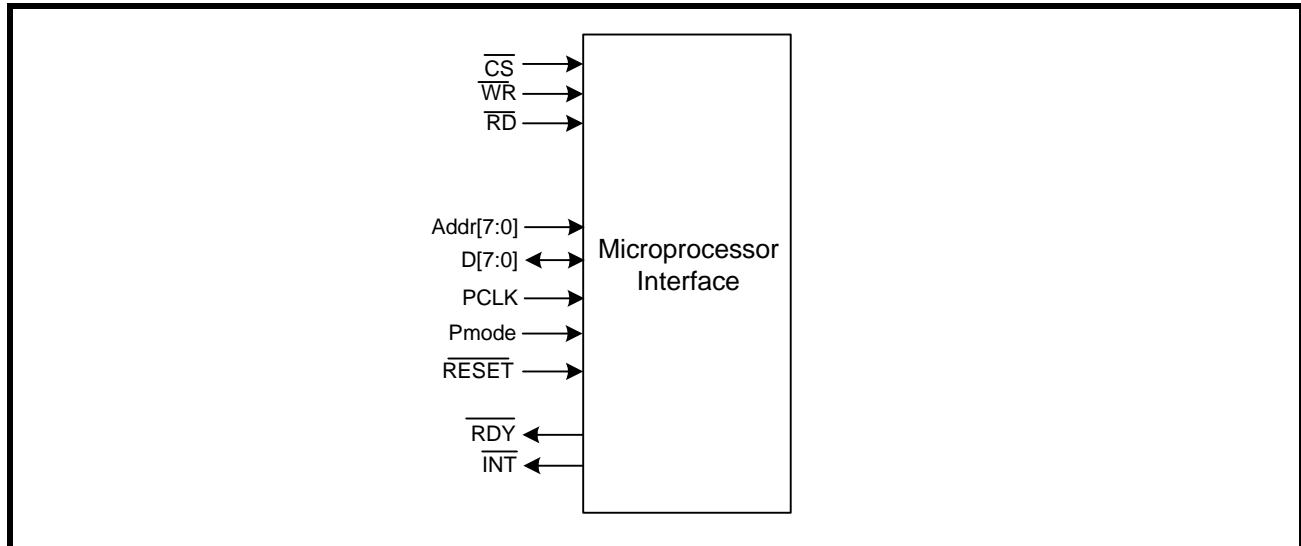 CS
WR
RD
Addr[7:0]
D[7:0]
Microprocessor
Interface
PCLK
Pmode
RESET
RDY
INT